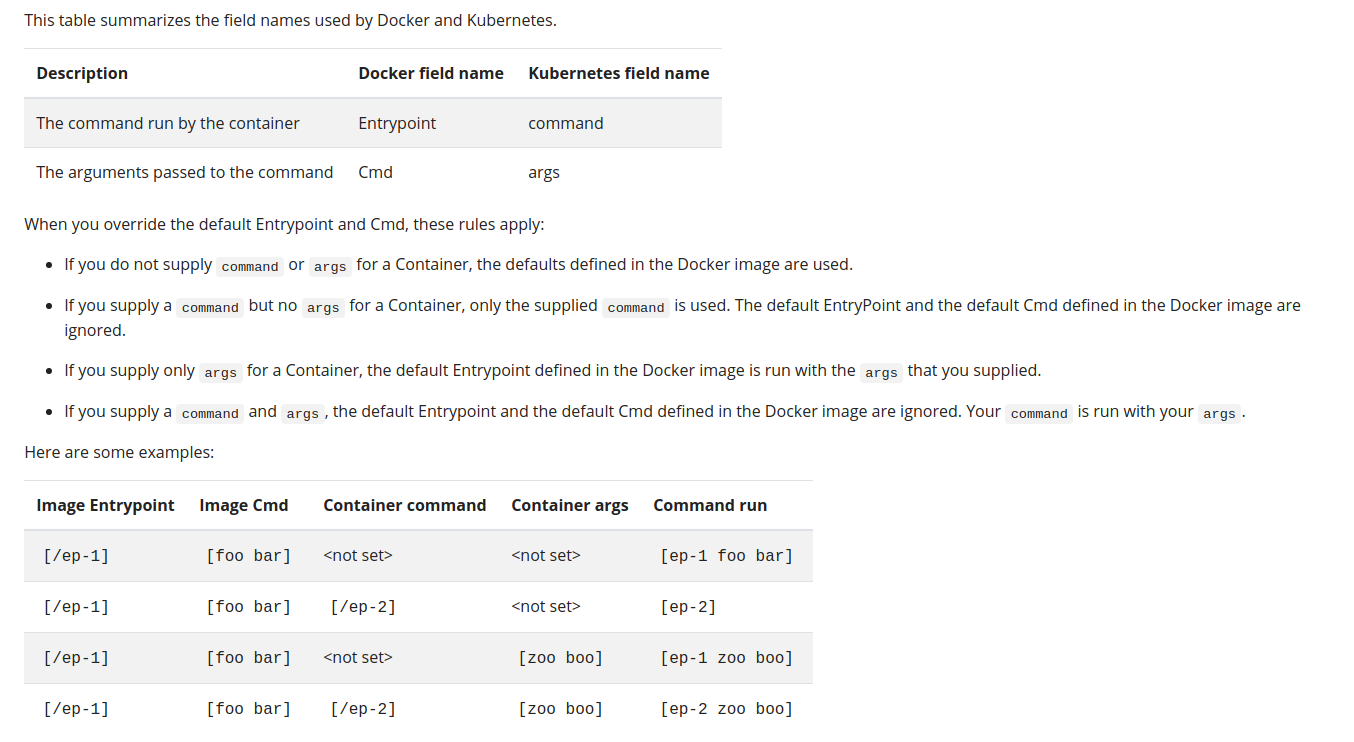 This table summarizes the field names used by Docker and Kubernetes.
Description Docker field name Kubernetes field name
The command run by the container Entrypoint command
The arguments passed to the command Cmd args
When you override the default Entrypoint and Cmd, these rules apply:
• If you do not supply command or args for a Container, the defaults defined in the Docker image are used.
• If you supply a command but no args for a Container, only the supplied command is used. The default EntryPoint and the default Cmd defined in the Docker image are
ignored.
• If you supply only args for a Container, the default Entrypoint defined in the Docker image is run with the args that you supplied.
• If you supply a command and args, the default Entrypoint and the default Cmd defined in the Docker image are ignored. Your command is run with your args.
Here are some examples:
Image Entrypoint Image Cmd Container command Container args Command run
[/ep-1] [foo bar] <not set> <not set> [ep-1 foo bar]
[/ep-1] [foo bar] [/ep-2] <not set> [ep-2]
[/ep-1] [foo bar] <not set> [zoo boo] [ep-1 zoo boo]
[/ep-1] [foo bar] [/ep-2] [zoo boo] [ep-2 zoo boo]